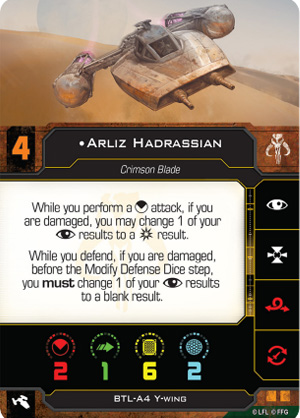 4
•Arliz Hadrassian
Crimson Blade
While you perform a attack, if you
are damaged, you may change 1 of your
results to a result.
While you defend, if you are damaged,
before the Modify Defense Dice step,
you must change 1 of your results
to a blank result.
2 1 6 2
BTL-A4 Y-wing
©LFL ©FFG